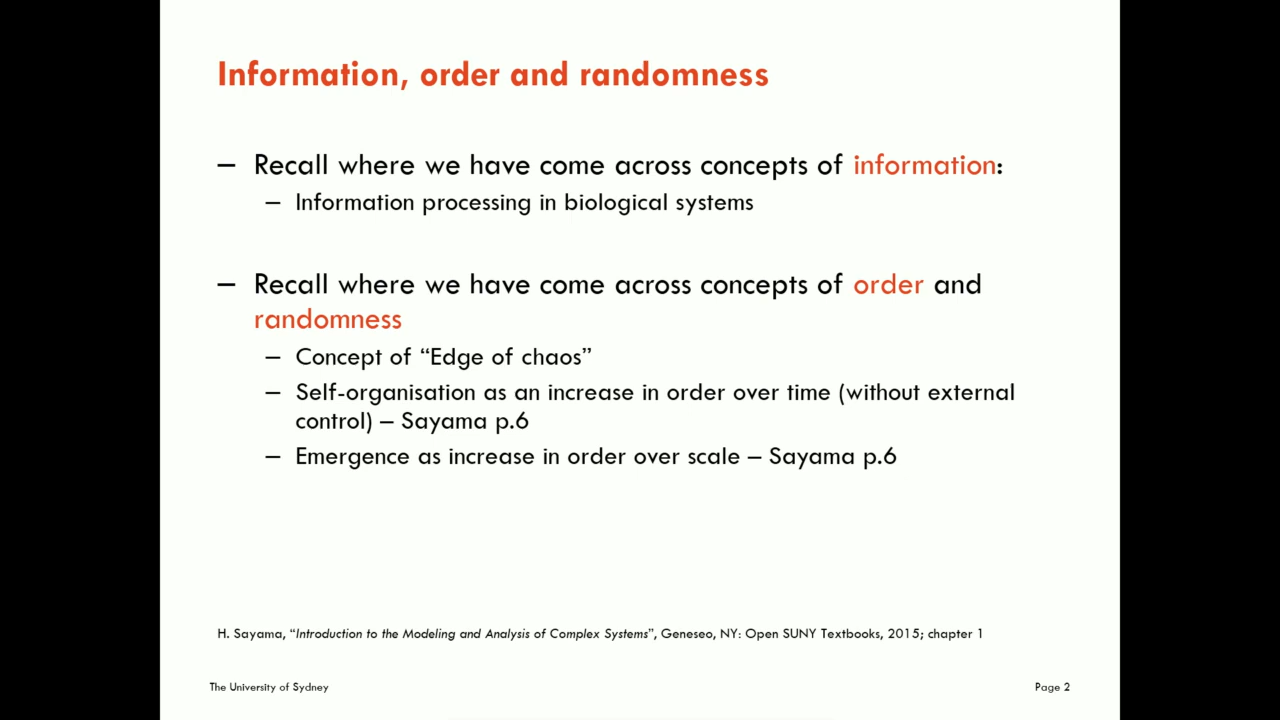 Information, order and randomness
– Recall where we have come across concepts of information:
– Information processing in biological systems
– Recall where we have come across concepts of order and
randomness
– Concept of “Edge of chaos”
– Self-organisation as an increase in order over time (without external
control) – Sayama p.6
– Emergence as increase in order over scale – Sayama p.6
H. Sayama, “Introduction to the Modeling and Analysis of Complex Systems”, Geneseo, NY: Open SUNY Textbooks, 2015; chapter 1
The University of Sydney
Page 2